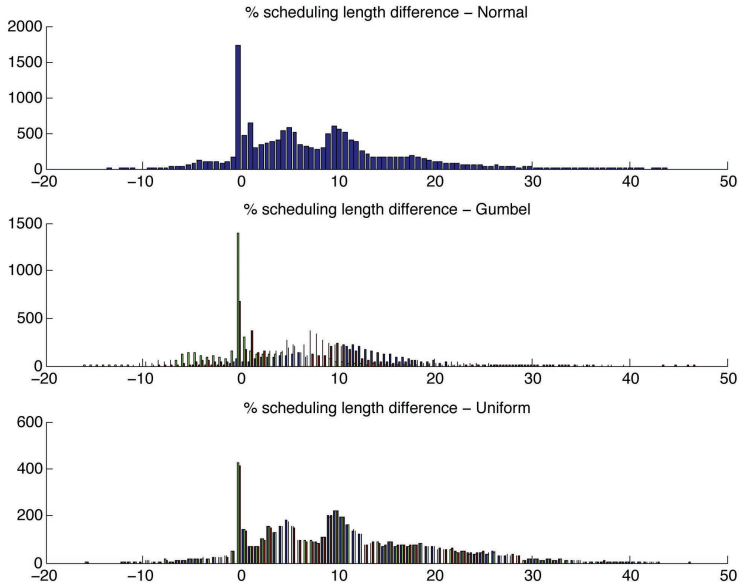 % scheduling length difference − Normal
2000
1500
1000
500
0
−20 −10 0 10 20 30 40 50
% scheduling length difference − Gumbel
1500
1000
500
0
−20 −10 0 10 20 30 40 50
% scheduling length difference − Uniform
600
400
200
0
−20 −10 0 10 20 30 40 50